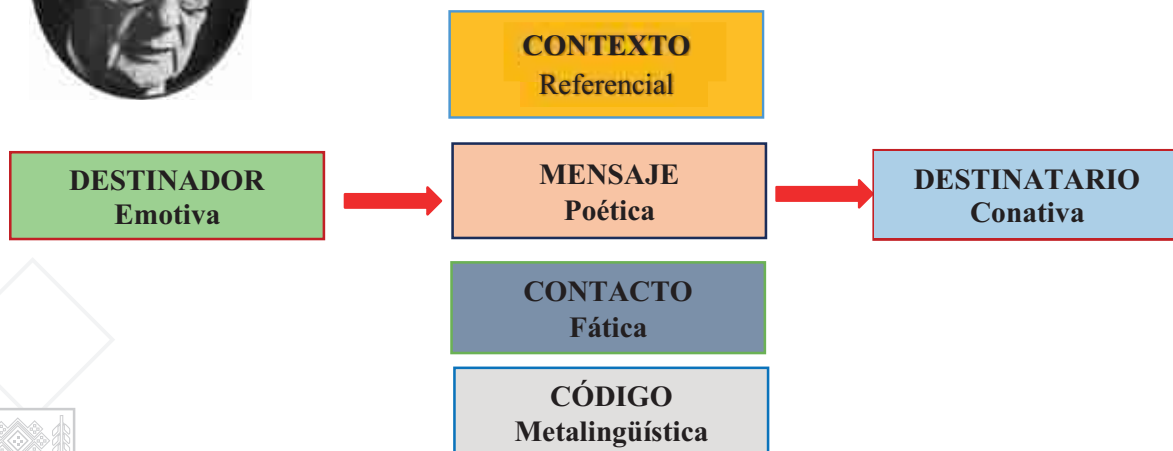 CONTEXTO
Referencial
DESTINADOR
Emotiva
MENSAJE
Poética
DESTINATARIO
Conativa
CONTACTO
Fática
CÓDIGO
Metalingüística